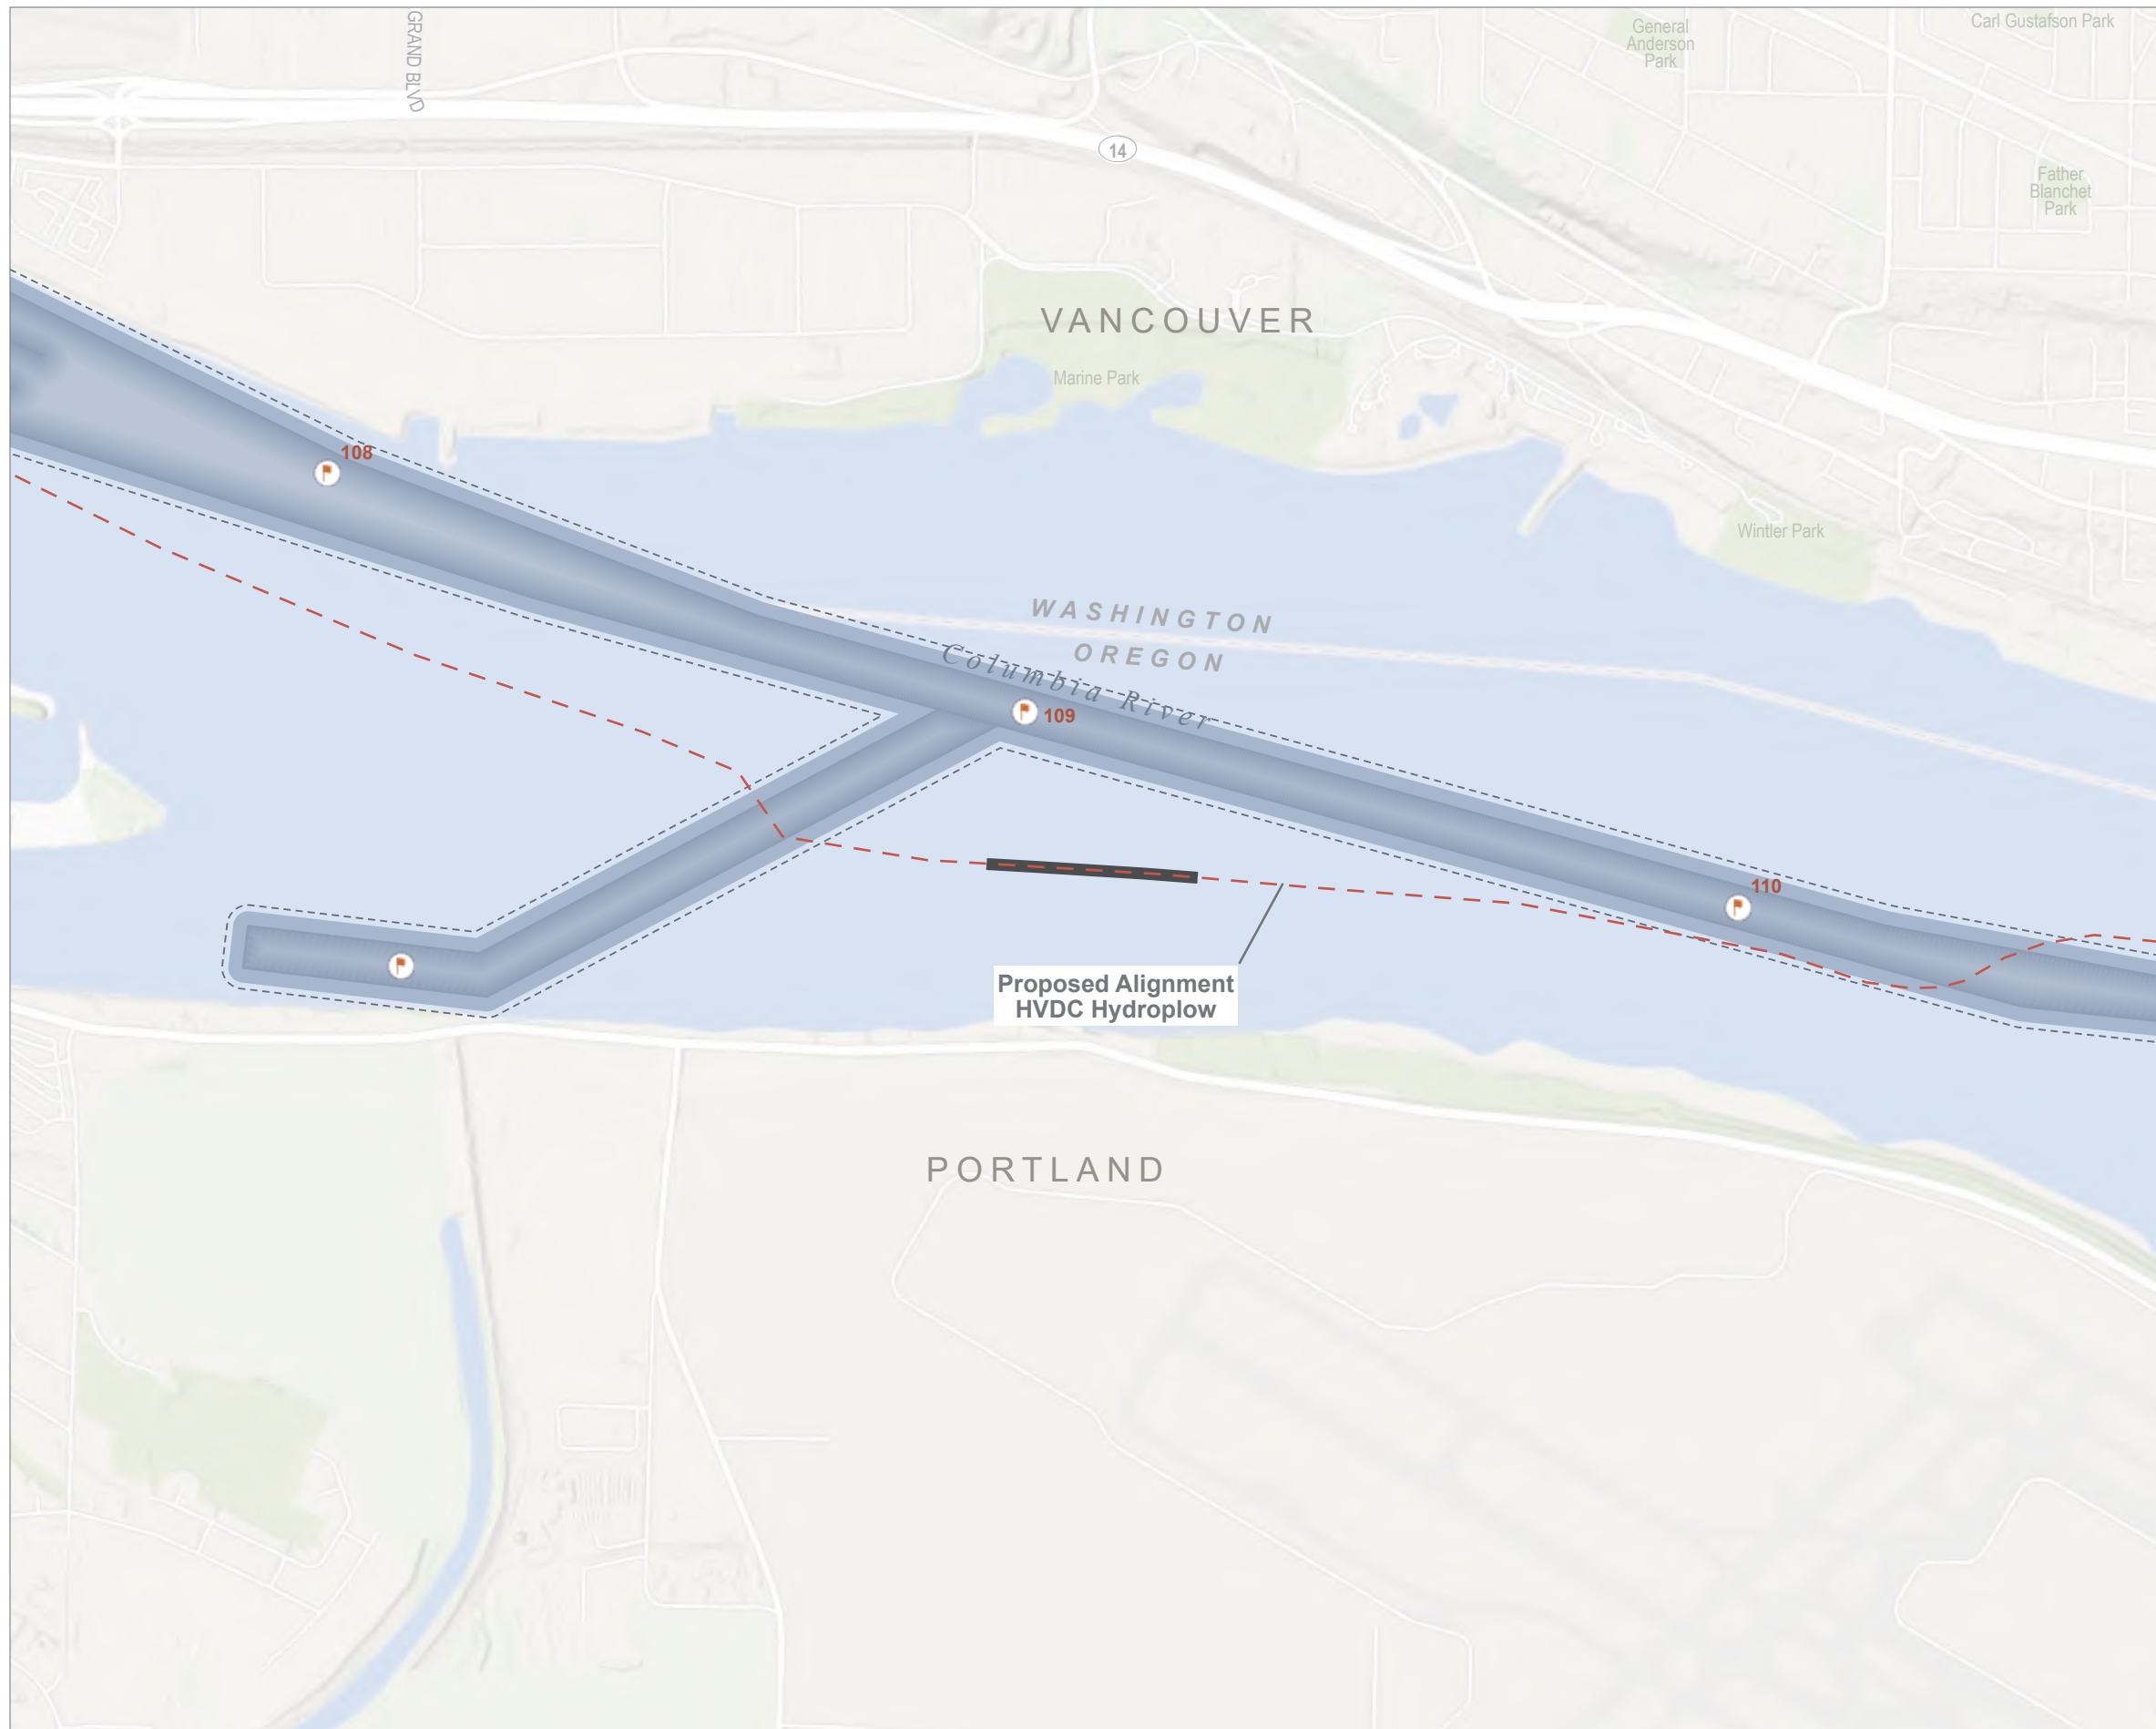 GRAND BLVD
General
Anderson
Park
Carl Gustafson Park
14
Father
Blanchet
Park
VANCOUVER
Marine Park
108
Wintler Park
WASHINGTON
OREGON
Columbia River
109
110
Proposed Alignment
HVDC Hydroplow
PORTLAND